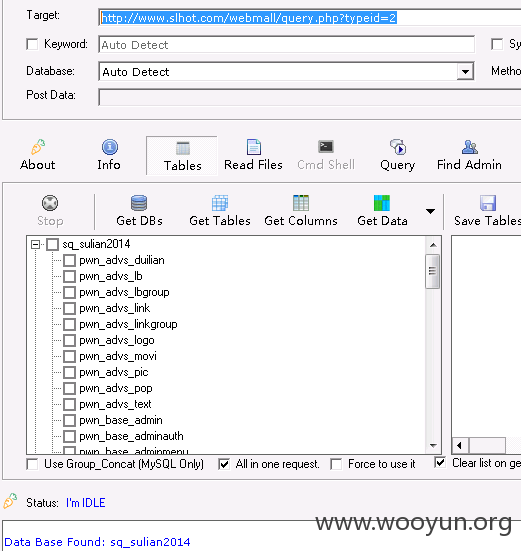 Target: http://www.slhot.com/webmall/query.php?typeid=2
Keyword: Auto Detect Sy
Database: Auto Detect Metho
Post Data:
About Info Tables Read Files Cmd Shell Query Find Admin
Stop Get DBs Get Tables Get Columns Get Data Save Tables
sq_sulian2014
pwn_advs_duilian
pwn_advs_lb
pwn_advs_lbgroup
pwn_advs_link
pwn_advs_linkgroup
pwn_advs_logo
pwn_advs_movi
pwn_advs_pic
pwn_advs_pop
pwn_advs_text
pwn_base_admin
pwn_base_adminauth
pwn_base_adminmenu
Use Group_Concat (MySQL Only) All in one request. Force to use it Clear list on ge
Status: I'm IDLE
www.wooyun.org
Data Base Found: sq_sulian2014